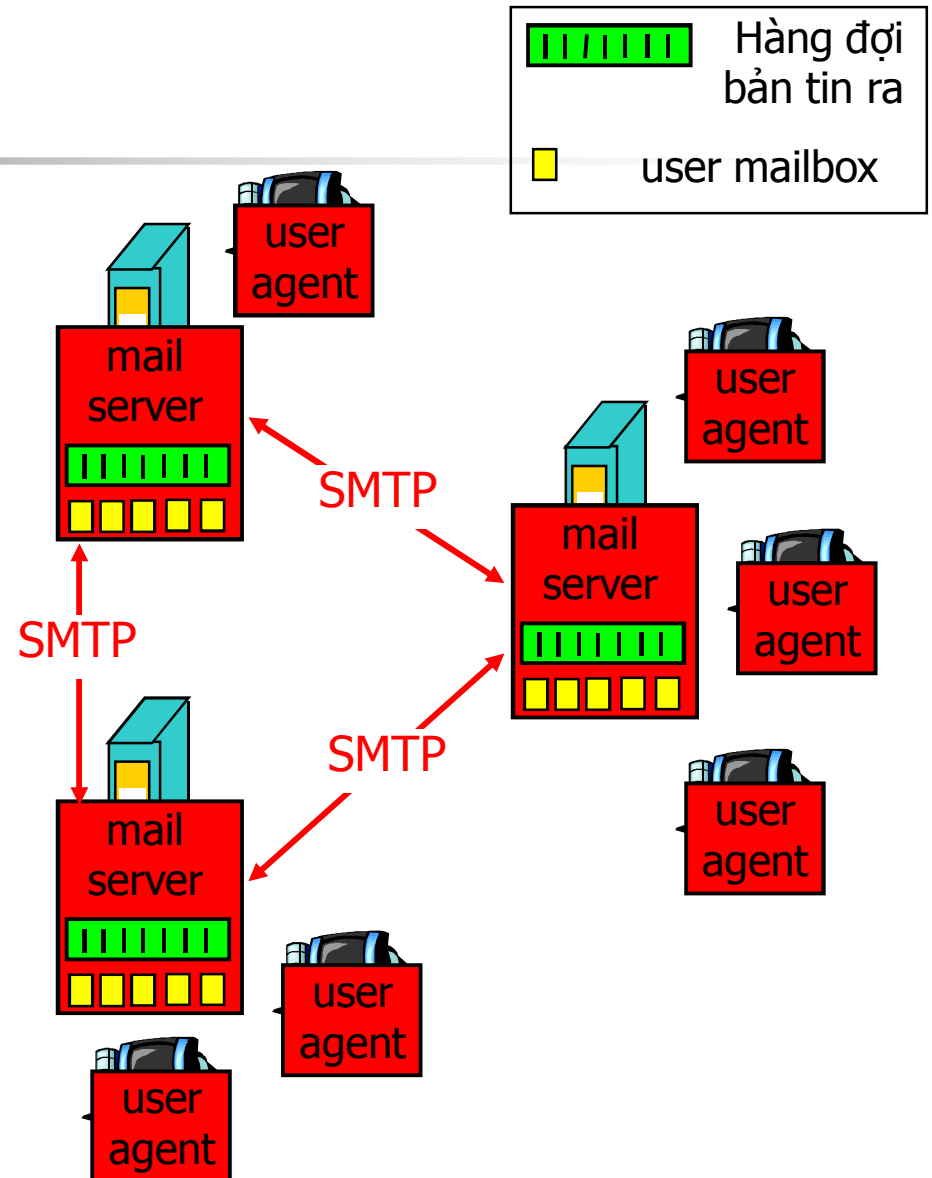 Hàng đợi
bản tin ra
user mailbox
user
agent
mail
server
user
agent
SMTP
mail
server
user
agent
SMTP
SMTP
mail
server
user
agent
user
agent
user
agent